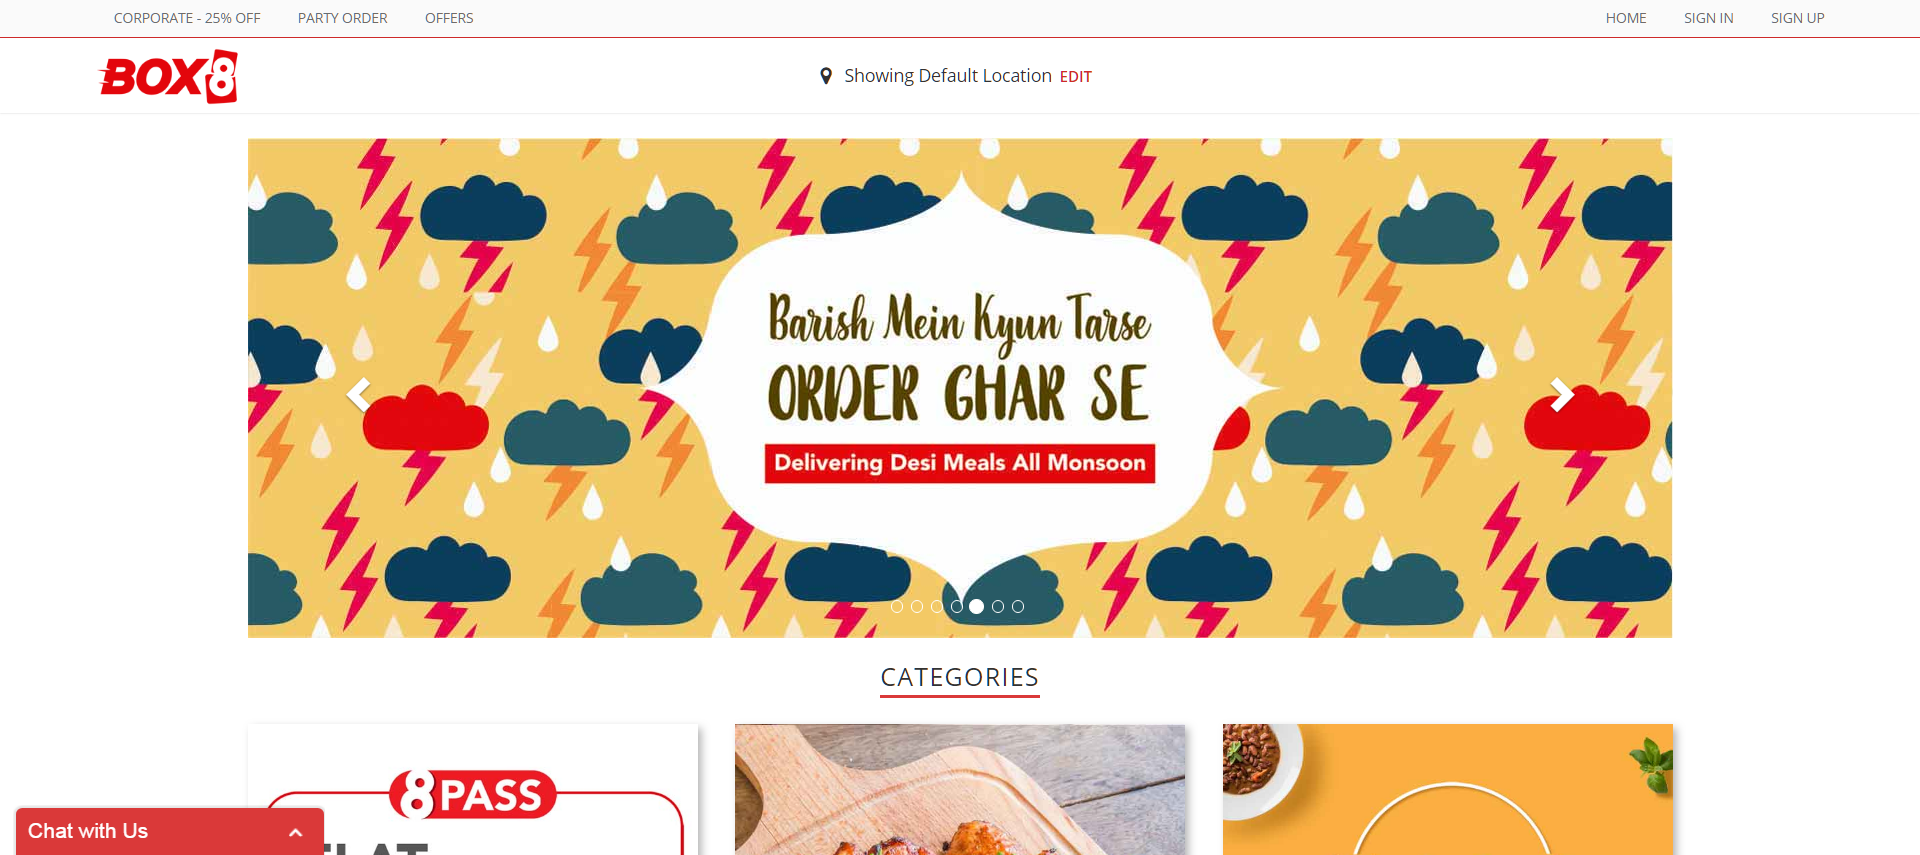 CORPORATE - 25% OFF PARTY ORDER OFFERS HOME SIGN IN SIGN UP
BOX8
Showing Default Location EDIT
Barish Mein Kyun Tarse
ORDER GHAR SE
Delivering Desi Meals All Monsoon
CATEGORIES
8PASS
Chat with Us